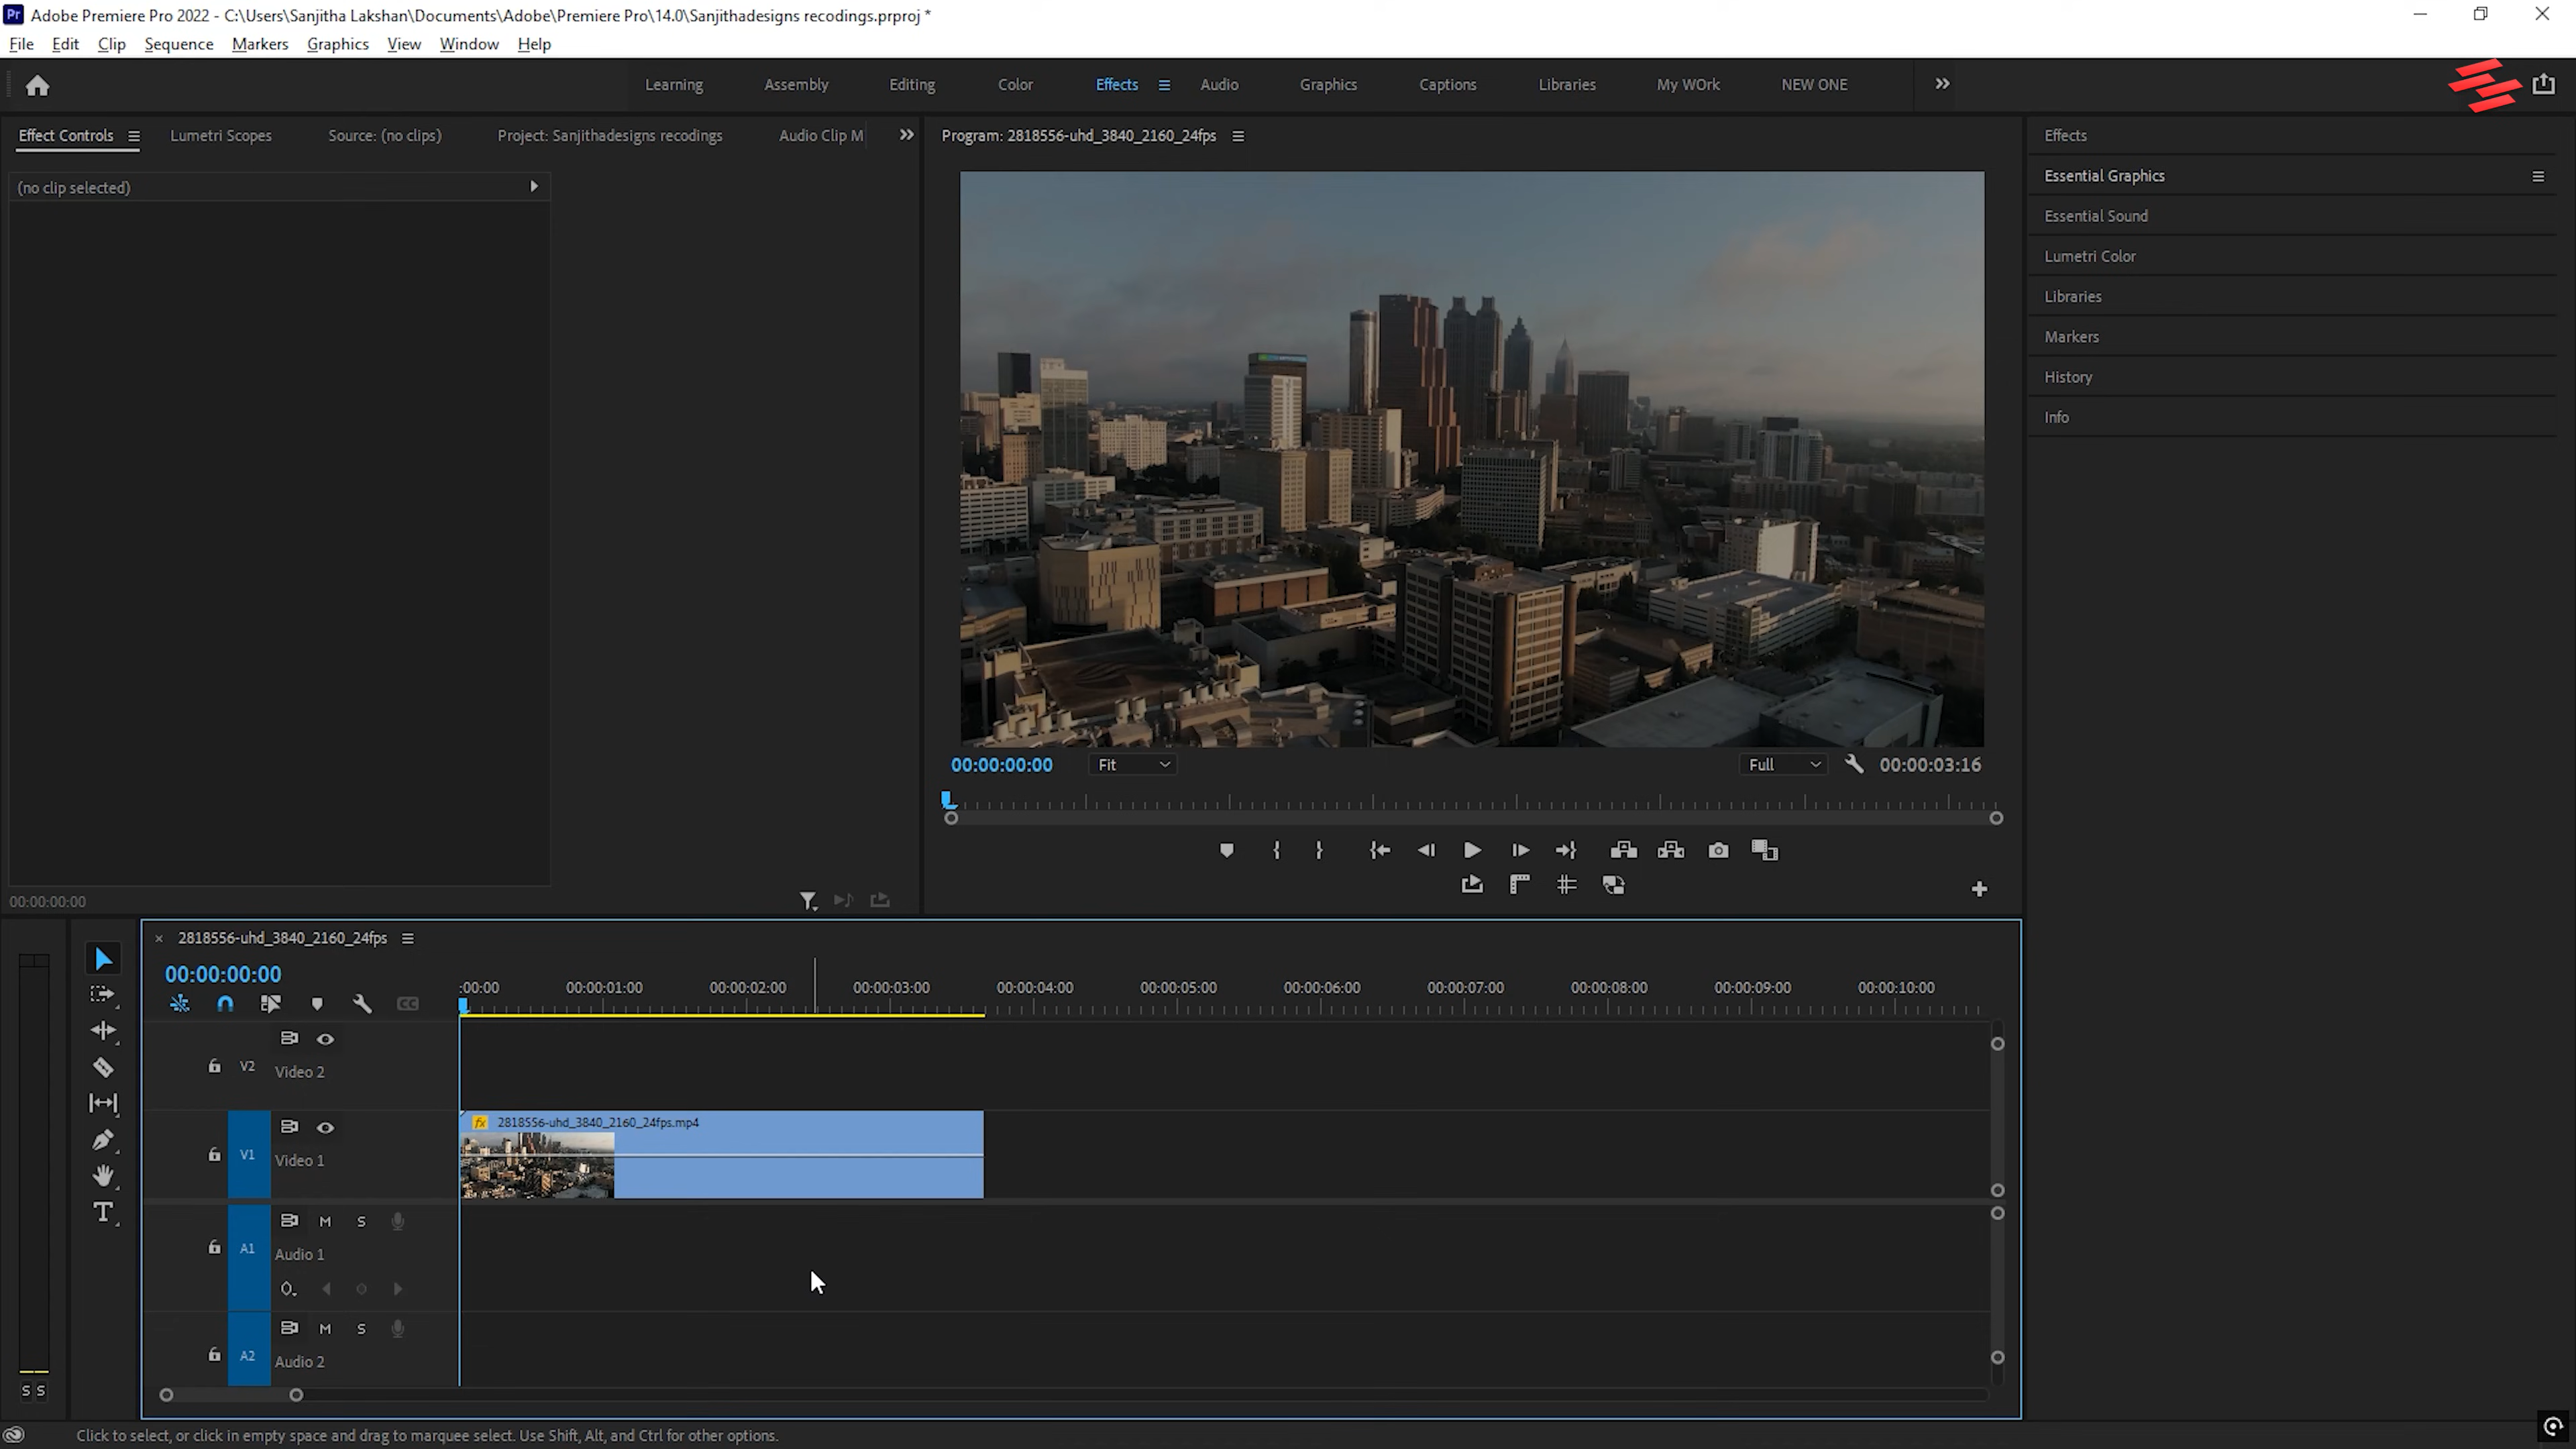 Pr Adobe Premiere Pro 2022 - C:\Users\Sanjitha Lakshan\Documents\Adobe\Premiere Pro\14.0\Sanjithadesigns recodings.prproj *
File Edit Clip Sequence Markers Graphics View Window Help
Learning Assembly Editing Color Effects Audio Graphics Captions Libraries My WOrk NEW ONE
Effect Controls Lumetri Scopes Source: (no clips) Project: Sanjithadesigns recodings Audio Clip M
(no clip selected)
00:00:00:00
Program: 2818556-uhd_3840_2160_24fps
00:00:00:00 Fit Full 00:00:03:16
Effects
Essential Graphics
Essential Sound
Lumetri Color
Libraries
Markers
History
Info
2818556-uhd_3840_2160_24fps
00:00:00:00
:00:00 00:00:01:00 00:00:02:00 00:00:03:00 00:00:04:00 00:00:05:00 00:00:06:00 00:00:07:00 00:00:08:00 00:00:09:00 00:00:10:00
CC
V2 Video 2
fx 2818556-uhd_3840_2160_24fps.mp4
V1 Video 1
M S
A1 Audio 1
M S
A2 Audio 2
S S
Click to select, or click in empty space and drag to marquee select. Use Shift, Alt, and Ctrl for other options.